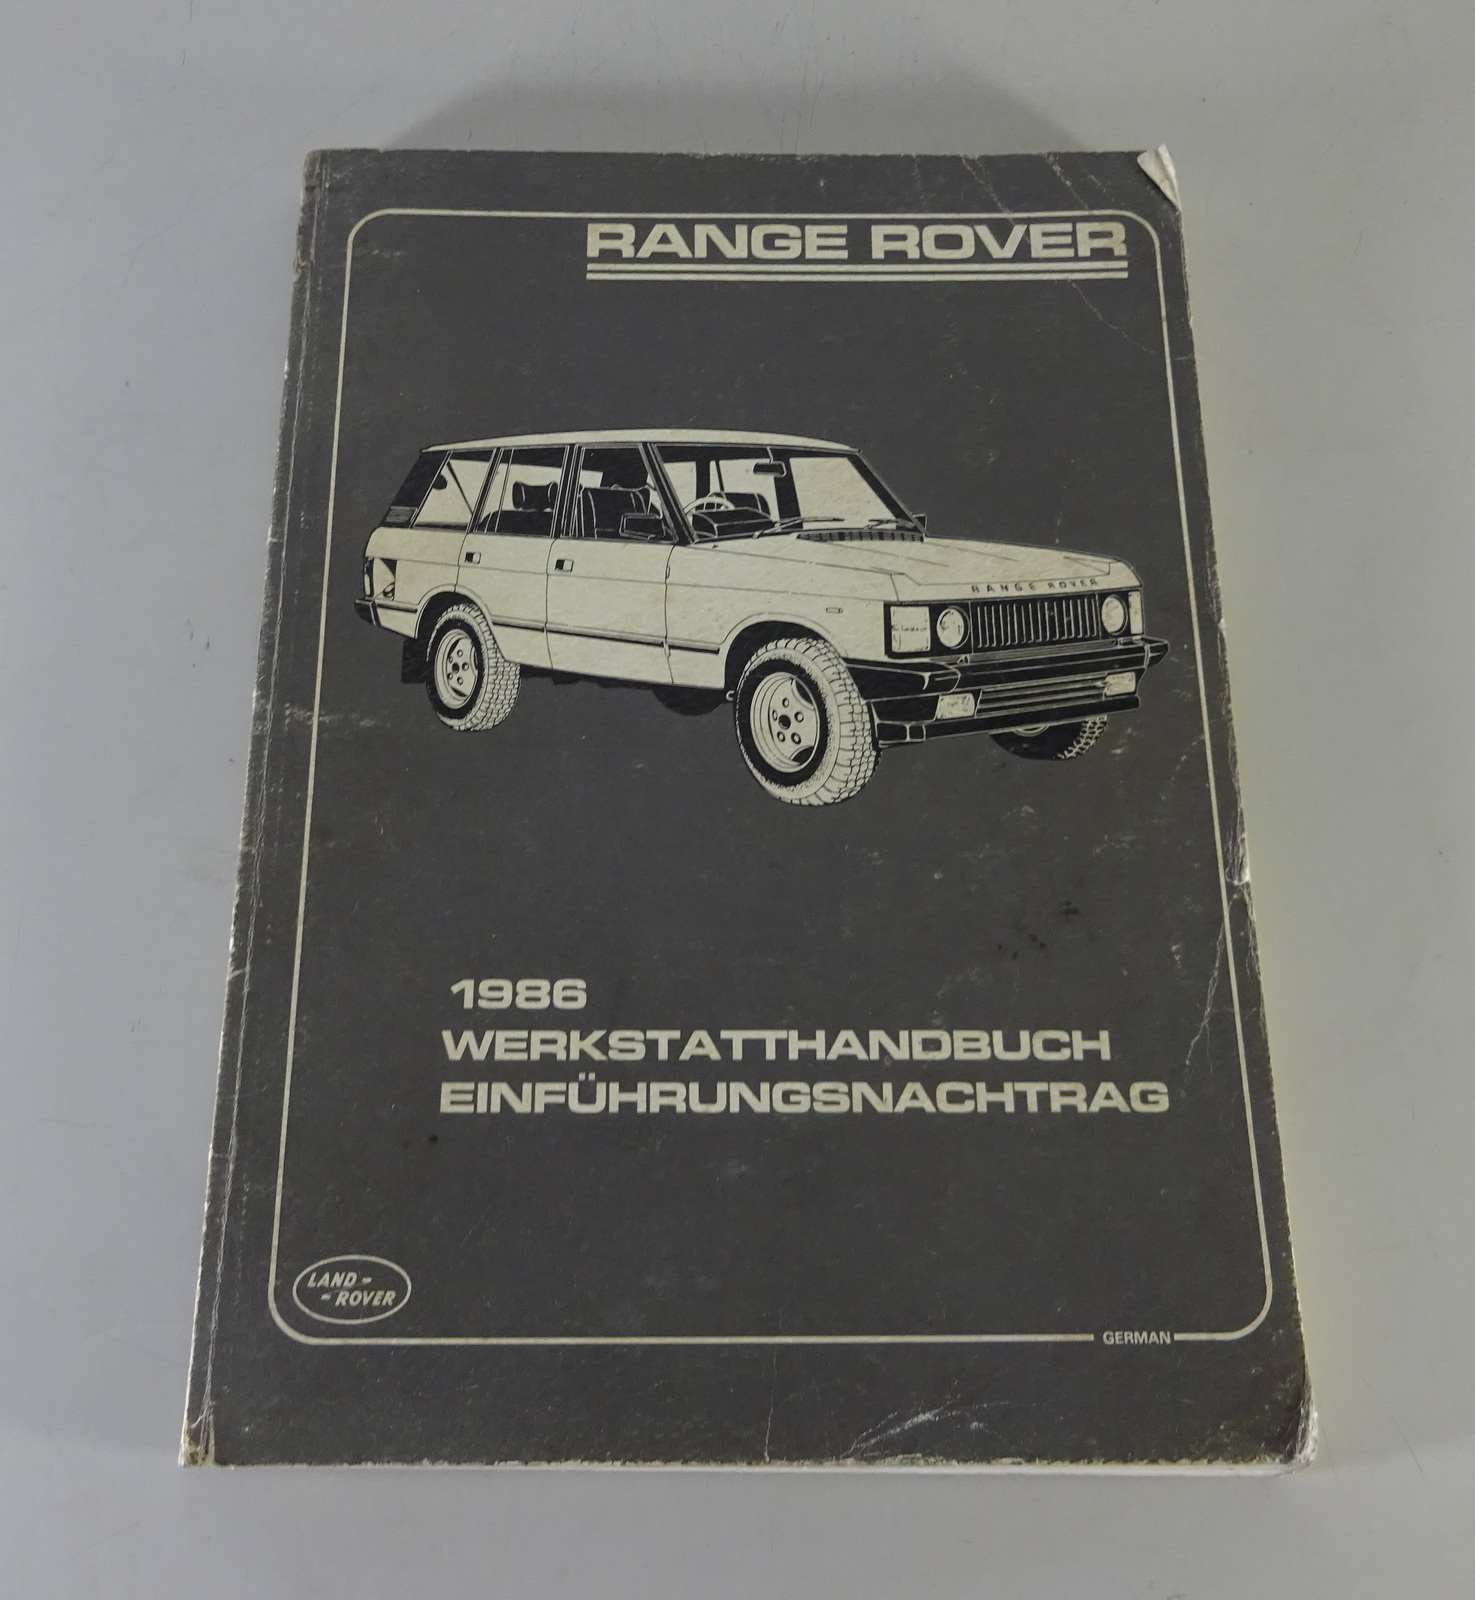 RANGE ROVER
RANGE ROVER
1986
WERKSTATTHANDBUCH
EINFÜHRUNGSNACHTRAG
LAND-
-ROVER
GERMAN